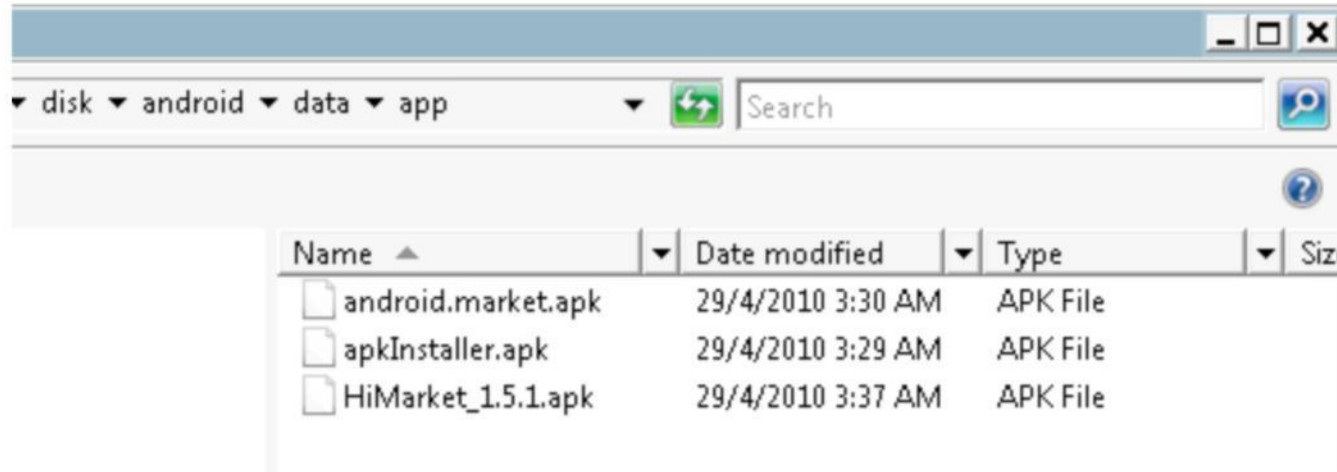 disk android data app Search
Name Date modified Type Siz
android.market.apk 29/4/2010 3:30 AM APK File
apkInstaller.apk 29/4/2010 3:29 AM APK File
HiMarket_1.5.1.apk 29/4/2010 3:37 AM APK File